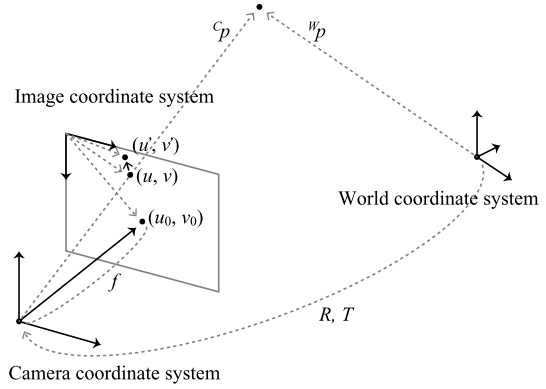 ᶜp
ᵂp
Image coordinate system
(u', v')
(u, v)
World coordinate system
(u₀, v₀)
f
R, T
Camera coordinate system